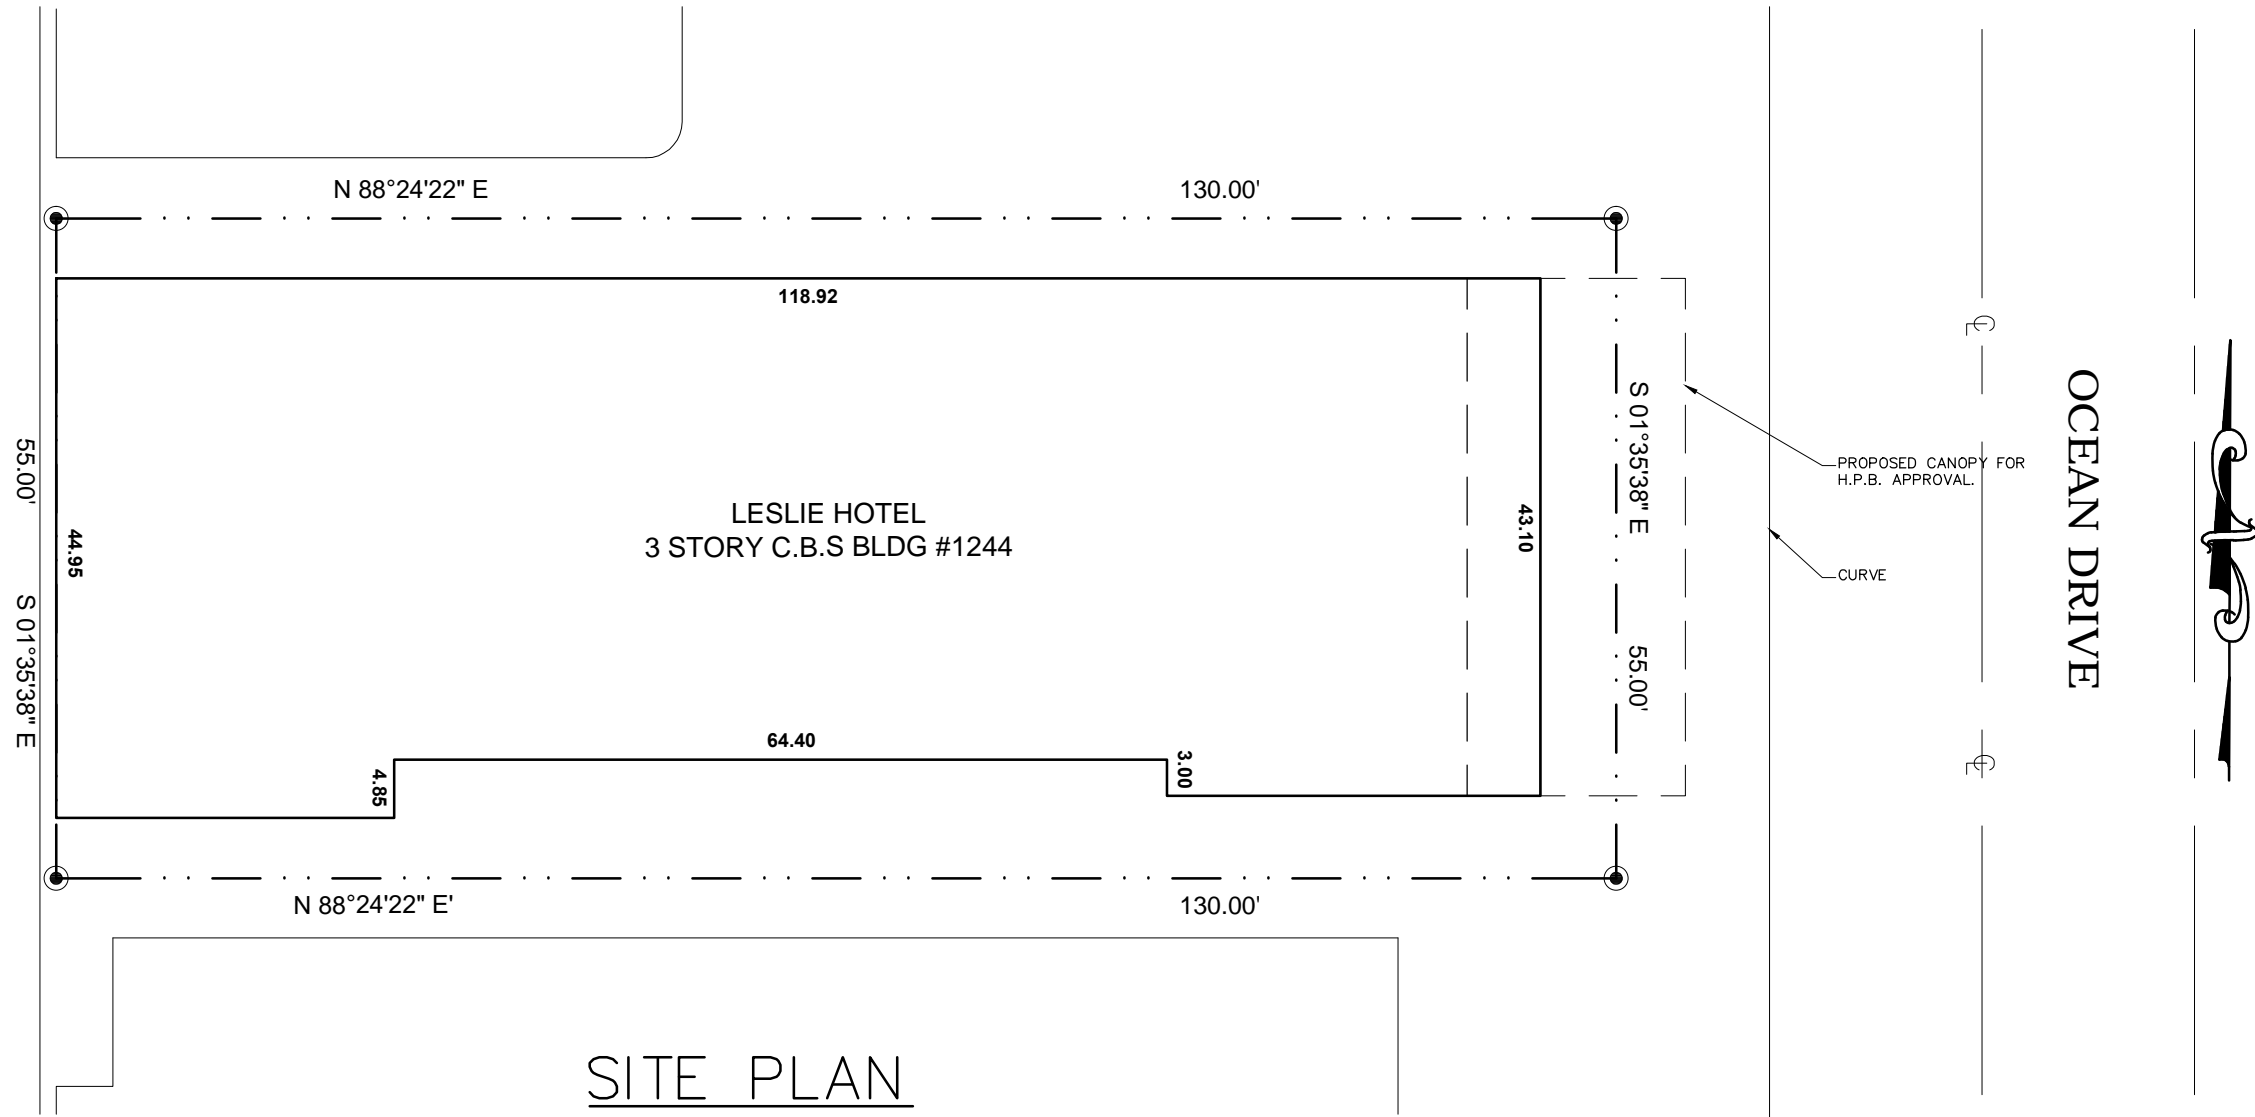 N 88°24'22" E
130.00'
118.92
55.00'
44.95
S 01°35'38" E
LESLIE HOTEL
3 STORY C.B.S BLDG #1244
43.10
S 01°35'38" E
55.00'
PROPOSED CANOPY FOR
H.P.B. APPROVAL.
CURVE
OCEAN DRIVE
64.40
4.85
3.00
N 88°24'22" E'
130.00'
SITE PLAN